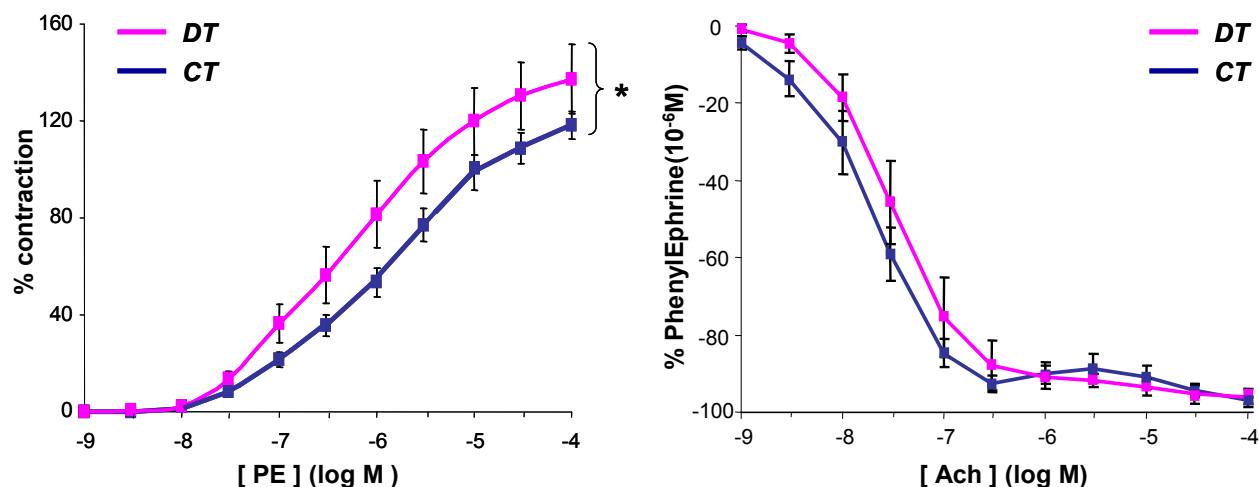 160
120
80
40
0
% contraction
DT
CT
*
-9 -8 -7 -6 -5 -4
[ PE ] (log M )
0
-20
-40
-60
-80
-100
% PhenylEphrine(10⁻⁶M)
DT
CT
-9 -8 -7 -6 -5 -4
[ Ach ] (log M)